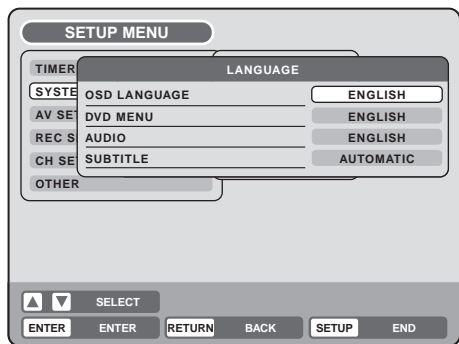 SETUP MENU
TIMER
LANGUAGE
SYSTE
OSD LANGUAGE ENGLISH
AV SET
DVD MENU ENGLISH
REC S
AUDIO ENGLISH
CH SET
SUBTITLE AUTOMATIC
OTHER
▲ ▼ SELECT
ENTER ENTER RETURN BACK SETUP END